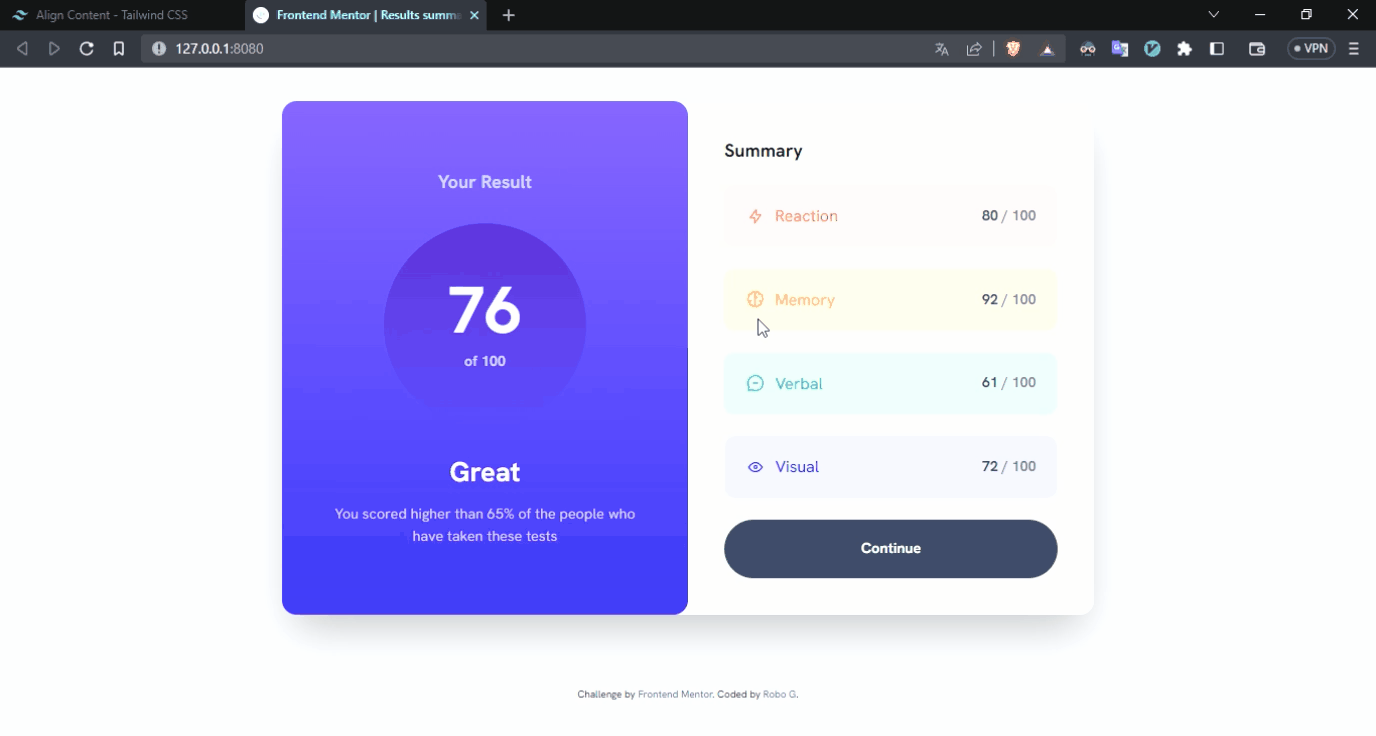 Align Content - Tailwind CSS
Frontend Mentor | Results summa
127.0.0.1:8080
VPN
Your Result
76
of 100
Great
You scored higher than 65% of the people who
have taken these tests
Summary
Reaction 80 / 100
Memory 92 / 100
Verbal 61 / 100
Visual 72 / 100
Continue
Challenge by Frontend Mentor. Coded by Robo G.